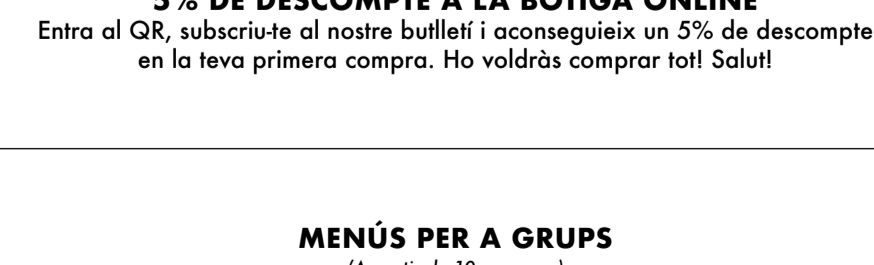 5% DE DESCOMPTE A LA BOTIGA ONLINE
Entra al QR, subscriu-te al nostre butlletí i aconseguieix un 5% de descompte
en la teva primera compra. Ho voldràs comprar tot! Salut!
MENÚS PER A GRUPS